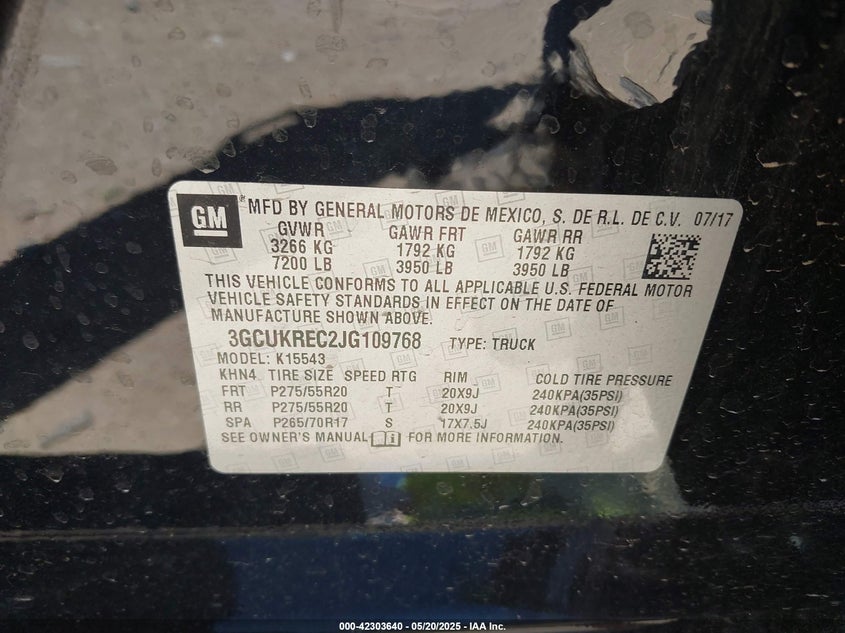 GM
MFD BY GENERAL MOTORS DE MEXICO, S. DE R.L. DE C.V. 07/17
GVWR GAWR FRT GAWR RR
3266 KG 1792 KG 1792 KG
7200 LB 3950 LB 3950 LB
THIS VEHICLE CONFORMS TO ALL APPLICABLE U.S. FEDERAL MOTOR
VEHICLE SAFETY STANDARDS IN EFFECT ON THE DATE OF
MANUFACTURE SHOWN ABOVE.
3GCUKREC2JG109768 TYPE: TRUCK
MODEL: K15543
KHN4 TIRE SIZE SPEED RTG RIM COLD TIRE PRESSURE
FRT P275/55R20 T 20X9J 240KPA(35PSI)
RR P275/55R20 T 20X9J 240KPA(35PSI)
SPA P265/70R17 S 17X7.5J 240KPA(35PSI)
SEE OWNER'S MANUAL FOR MORE INFORMATION.
000-42303640 - 05/20/2025 - IAA Inc.